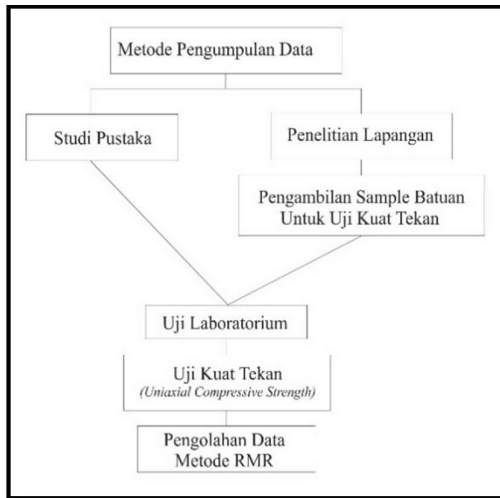 Metode Pengumpulan Data
Studi Pustaka
Penelitian Lapangan
Pengambilan Sample Batuan
Untuk Uji Kuat Tekan
Uji Laboratorium
Uji Kuat Tekan
(Uniaxial Compressive Strength)
Pengolahan Data
Metode RMR